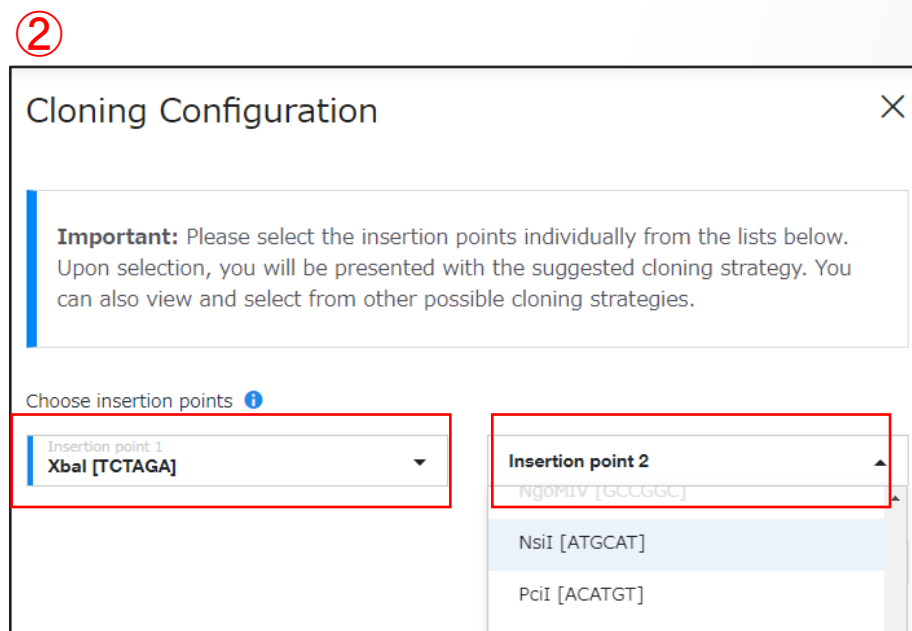 ②
Cloning Configuration
Important: Please select the insertion points individually from the lists below.
Upon selection, you will be presented with the suggested cloning strategy. You
can also view and select from other possible cloning strategies.
Choose insertion points
Insertion point 1
XbaI [TCTAGA]
Insertion point 2
NgoMIV [GCCGGC]
NsiI [ATGCAT]
PciI [ACATGT]